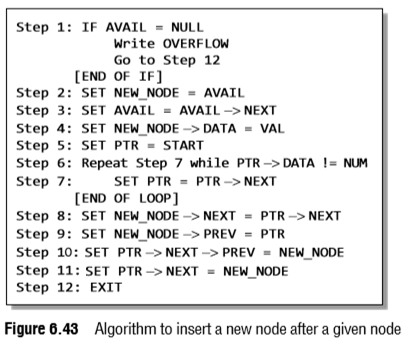 Step 1: IF AVAIL = NULL
Write OVERFLOW
Go to Step 12
[END OF IF]
Step 2: SET NEW_NODE = AVAIL
Step 3: SET AVAIL = AVAIL -> NEXT
Step 4: SET NEW_NODE -> DATA = VAL
Step 5: SET PTR = START
Step 6: Repeat Step 7 while PTR -> DATA != NUM
Step 7: SET PTR = PTR -> NEXT
[END OF LOOP]
Step 8: SET NEW_NODE -> NEXT = PTR -> NEXT
Step 9: SET NEW_NODE -> PREV = PTR
Step 10: SET PTR -> NEXT -> PREV = NEW_NODE
Step 11: SET PTR -> NEXT = NEW_NODE
Step 12: EXIT
Figure 6.43 Algorithm to insert a new node after a given node